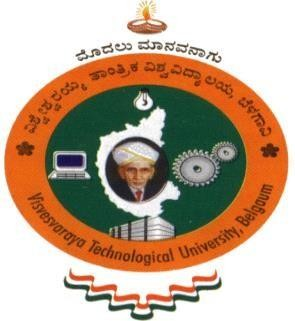 ಮೊದಲು ಮಾನವನಾಗು
ವಿಶ್ವೇಶ್ವರಯ್ಯ ತಾಂತ್ರಿಕ ವಿಶ್ವವಿದ್ಯಾಲಯ, ಬೆಳಗಾವಿ
Visvesvaraya Technological University, Belgaum